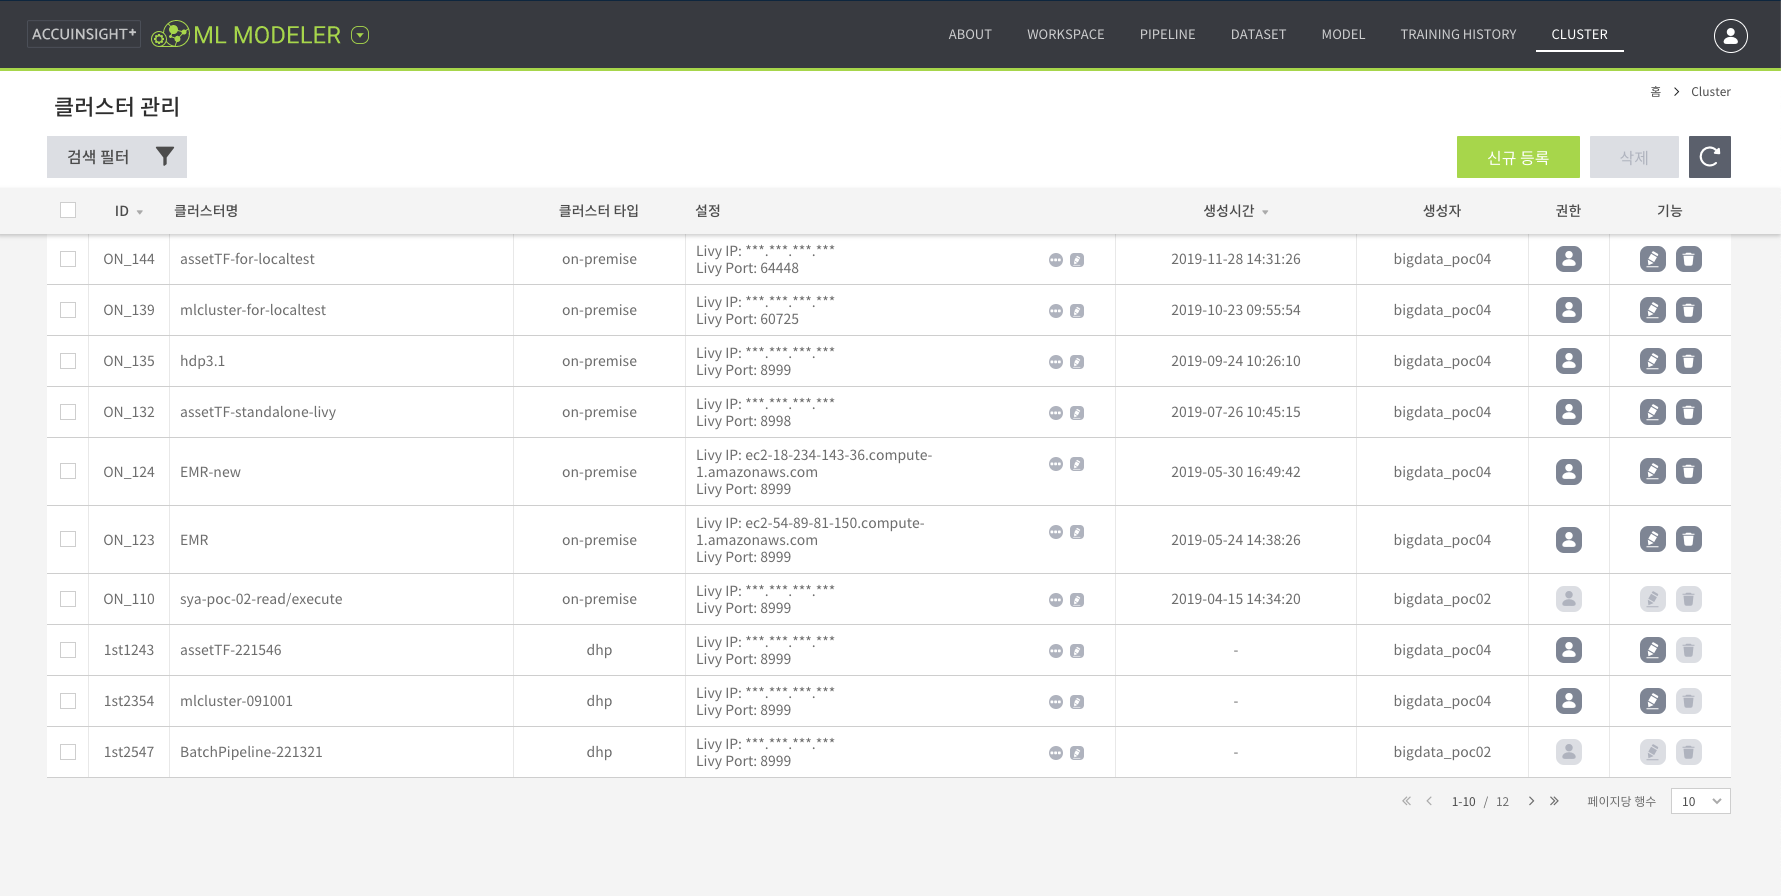 ACCUINSIGHT+ ML MODELER ABOUT WORKSPACE PIPELINE DATASET MODEL TRAINING HISTORY CLUSTER
클러스터 관리
홈 > Cluster
검색 필터
신규 등록 삭제
ID 클러스터명 클러스터 타입 설정 생성시간 생성자 권한 기능
ON_144 assetTF-for-localtest on-premise Livy IP: ***.***.***.*** 2019-11-28 14:31:26 bigdata_poc04
Livy Port: 64448
ON_139 mlcluster-for-localtest on-premise Livy IP: ***.***.***.*** 2019-10-23 09:55:54 bigdata_poc04
Livy Port: 60725
ON_135 hdp3.1 on-premise Livy IP: ***.***.***.*** 2019-09-24 10:26:10 bigdata_poc04
Livy Port: 8999
ON_132 assetTF-standalone-livy on-premise Livy IP: ***.***.***.*** 2019-07-26 10:45:15 bigdata_poc04
Livy Port: 8998
Livy IP: ec2-18-234-143-36.compute-
ON_124 EMR-new on-premise 1.amazonaws.com 2019-05-30 16:49:42 bigdata_poc04
Livy Port: 8999
Livy IP: ec2-54-89-81-150.compute-
ON_123 EMR on-premise 1.amazonaws.com 2019-05-24 14:38:26 bigdata_poc04
Livy Port: 8999
ON_110 sya-poc-02-read/execute on-premise Livy IP: ***.***.***.*** 2019-04-15 14:34:20 bigdata_poc02
Livy Port: 8999
1st1243 assetTF-221546 dhp Livy IP: ***.***.***.*** - bigdata_poc04
Livy Port: 8999
1st2354 mlcluster-091001 dhp Livy IP: ***.***.***.*** - bigdata_poc04
Livy Port: 8999
1st2547 BatchPipeline-221321 dhp Livy IP: ***.***.***.*** - bigdata_poc02
Livy Port: 8999
1-10 / 12 페이지당 행수 10